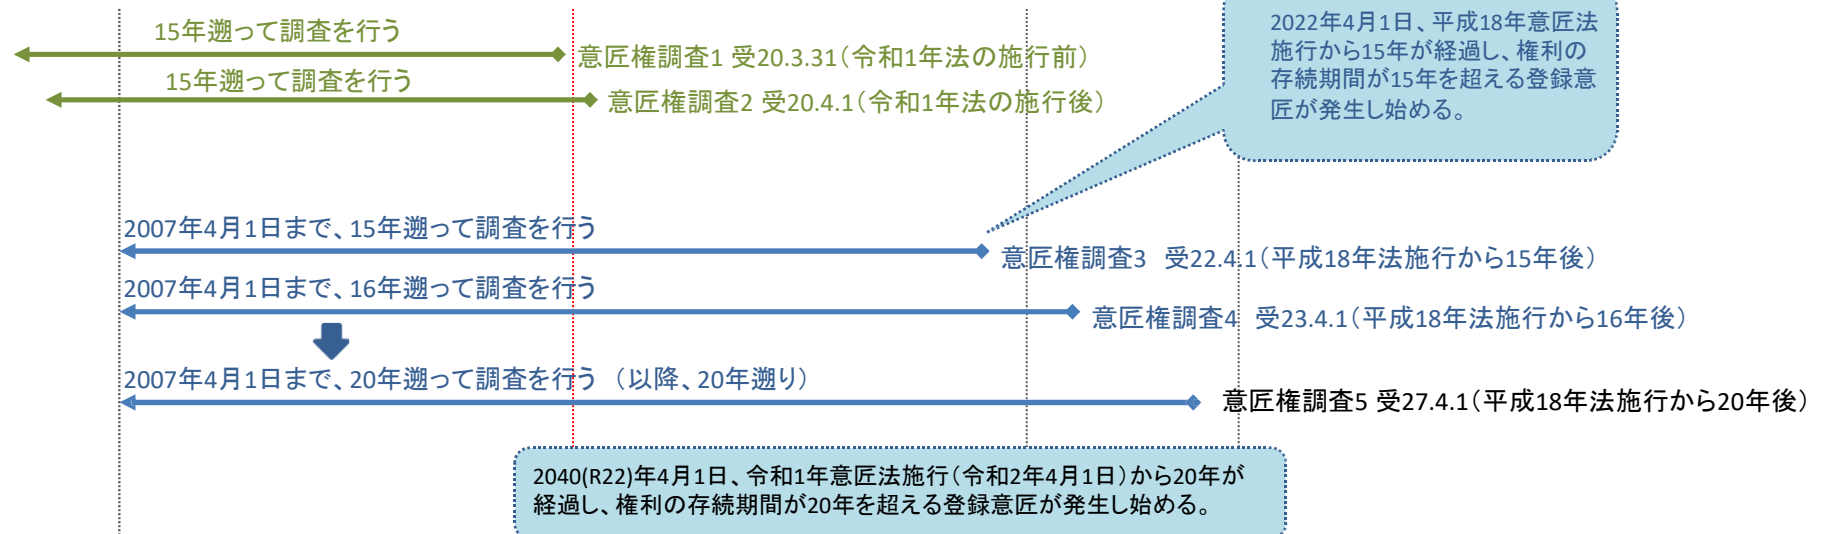 15年遡って調査を行う
意匠権調査1 受20.3.31(令和1年法の施行前)
15年遡って調査を行う
意匠権調査2 受20.4.1(令和1年法の施行後)
2022年4月1日、平成18年意匠法
施行から15年が経過し、権利の
存続期間が15年を超える登録意
匠が発生し始める。
2007年4月1日まで、15年遡って調査を行う
意匠権調査3 受22.4.1(平成18年法施行から15年後)
2007年4月1日まで、16年遡って調査を行う
意匠権調査4 受23.4.1(平成18年法施行から16年後)
2007年4月1日まで、20年遡って調査を行う (以降、20年遡り)
意匠権調査5 受27.4.1(平成18年法施行から20年後)
2040(R22)年4月1日、令和1年意匠法施行(令和2年4月1日)から20年が
経過し、権利の存続期間が20年を超える登録意匠が発生し始める。